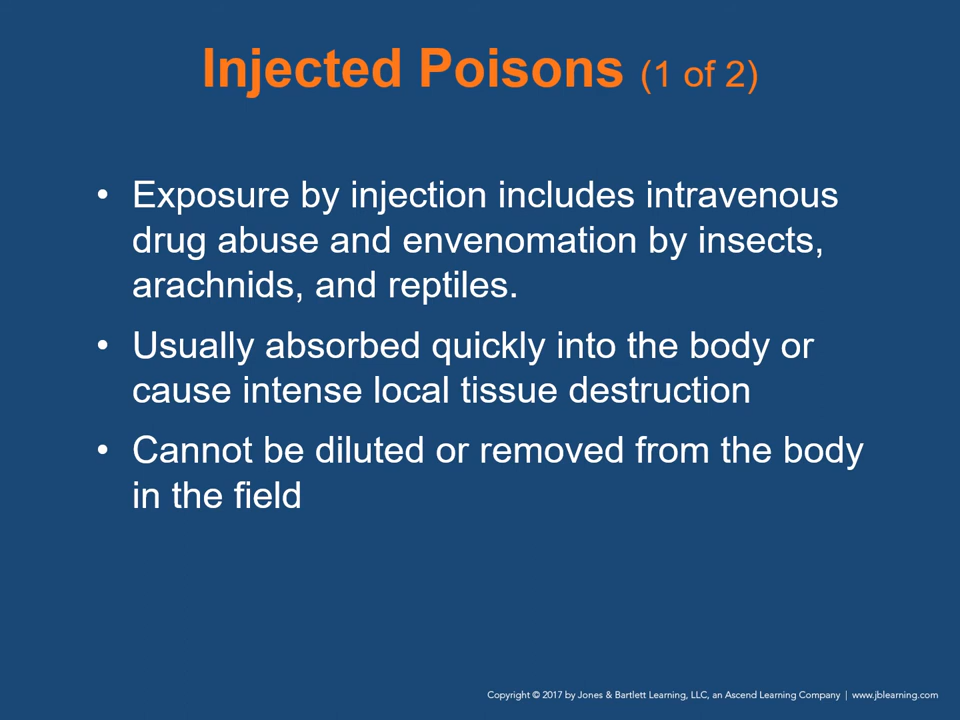 Injected Poisons (1 of 2)
• Exposure by injection includes intravenous
drug abuse and envenomation by insects,
arachnids, and reptiles.
• Usually absorbed quickly into the body or
cause intense local tissue destruction
• Cannot be diluted or removed from the body
in the field
Copyright © 2017 by Jones & Bartlett Learning, LLC, an Ascend Learning Company | www.jblearning.com